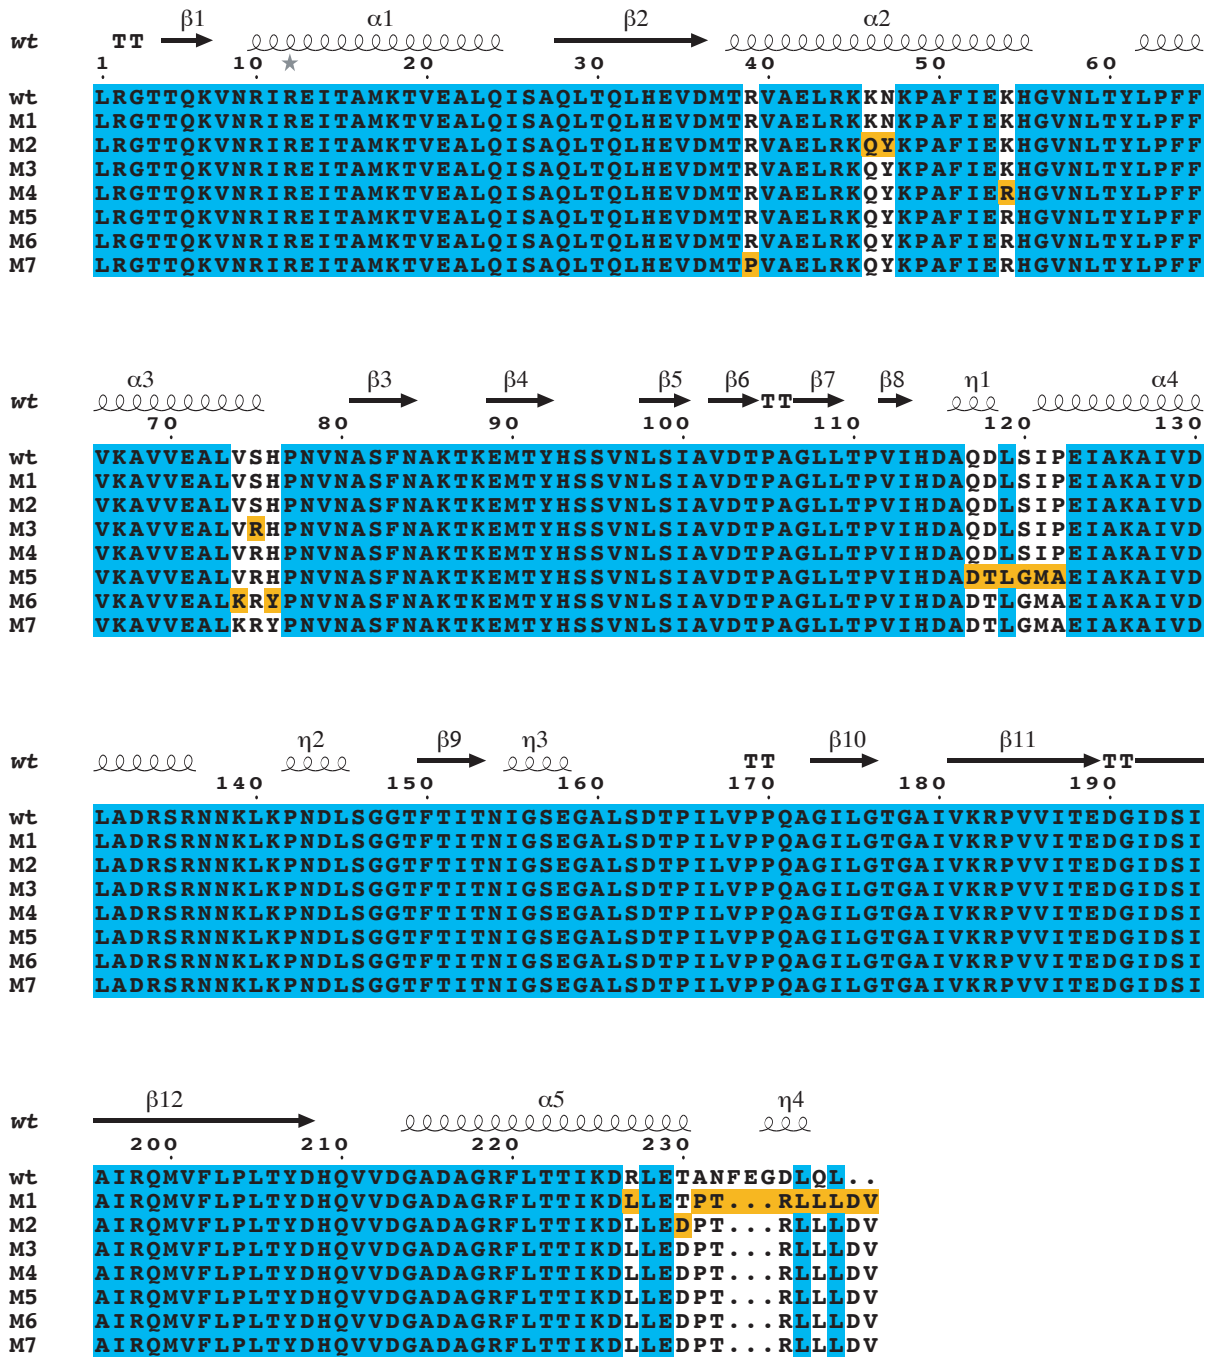 β1 α1 β2 α2
wt TT
1 10 ★ 20 30 40 50 60
wt LRGTTQKVNRIREITAMKTVEALQISAQLTQLHEVDMTRVAELRKKNKPAFIEKHGVNLTYLPFF
M1 LRGTTQKVNRIREITAMKTVEALQISAQLTQLHEVDMTRVAELRKKNKPAFIEKHGVNLTYLPFF
M2 LRGTTQKVNRIREITAMKTVEALQISAQLTQLHEVDMTRVAELRKQYKPAFIEKHGVNLTYLPFF
M3 LRGTTQKVNRIREITAMKTVEALQISAQLTQLHEVDMTRVAELRKQYKPAFIEKHGVNLTYLPFF
M4 LRGTTQKVNRIREITAMKTVEALQISAQLTQLHEVDMTRVAELRKQYKPAFIERHGVNLTYLPFF
M5 LRGTTQKVNRIREITAMKTVEALQISAQLTQLHEVDMTRVAELRKQYKPAFIERHGVNLTYLPFF
M6 LRGTTQKVNRIREITAMKTVEALQISAQLTQLHEVDMTRVAELRKQYKPAFIERHGVNLTYLPFF
M7 LRGTTQKVNRIREITAMKTVEALQISAQLTQLHEVDMTPVAELRKQYKPAFIERHGVNLTYLPFF
α3 β3 β4 β5 β6 β7 β8 η1 α4
wt TT
70 80 90 100 110 120 130
wt VKAVVEALVSHPNVNASFNAKTKEMTYHSSVNLSIAVDTPAGLLTPVIHDAQDLSIPEIAKAIVD
M1 VKAVVEALVSHPNVNASFNAKTKEMTYHSSVNLSIAVDTPAGLLTPVIHDAQDLSIPEIAKAIVD
M2 VKAVVEALVSHPNVNASFNAKTKEMTYHSSVNLSIAVDTPAGLLTPVIHDAQDLSIPEIAKAIVD
M3 VKAVVEALVRHPNVNASFNAKTKEMTYHSSVNLSIAVDTPAGLLTPVIHDAQDLSIPEIAKAIVD
M4 VKAVVEALVRHPNVNASFNAKTKEMTYHSSVNLSIAVDTPAGLLTPVIHDAQDLSIPEIAKAIVD
M5 VKAVVEALVRHPNVNASFNAKTKEMTYHSSVNLSIAVDTPAGLLTPVIHDADTLGMAEIAKAIVD
M6 VKAVVEALKRYPNVNASFNAKTKEMTYHSSVNLSIAVDTPAGLLTPVIHDADTLGMAEIAKAIVD
M7 VKAVVEALKRYPNVNASFNAKTKEMTYHSSVNLSIAVDTPAGLLTPVIHDADTLGMAEIAKAIVD
η2 β9 η3 β10 β11
wt TT TT
140 150 160 170 180 190
wt LADRSRNNKLKPNDLSGGTFTITNIGSEGALSDTPILVPPQAGILGTGAIVKRPVVITEDGIDSI
M1 LADRSRNNKLKPNDLSGGTFTITNIGSEGALSDTPILVPPQAGILGTGAIVKRPVVITEDGIDSI
M2 LADRSRNNKLKPNDLSGGTFTITNIGSEGALSDTPILVPPQAGILGTGAIVKRPVVITEDGIDSI
M3 LADRSRNNKLKPNDLSGGTFTITNIGSEGALSDTPILVPPQAGILGTGAIVKRPVVITEDGIDSI
M4 LADRSRNNKLKPNDLSGGTFTITNIGSEGALSDTPILVPPQAGILGTGAIVKRPVVITEDGIDSI
M5 LADRSRNNKLKPNDLSGGTFTITNIGSEGALSDTPILVPPQAGILGTGAIVKRPVVITEDGIDSI
M6 LADRSRNNKLKPNDLSGGTFTITNIGSEGALSDTPILVPPQAGILGTGAIVKRPVVITEDGIDSI
M7 LADRSRNNKLKPNDLSGGTFTITNIGSEGALSDTPILVPPQAGILGTGAIVKRPVVITEDGIDSI
β12 α5 η4
wt
200 210 220 230
wt AIRQMVFLPLTYDHQVVDGADAGRFLTTIKDRLETANFEGDLQL..
M1 AIRQMVFLPLTYDHQVVDGADAGRFLTTIKDLLETPT...RLLLDV
M2 AIRQMVFLPLTYDHQVVDGADAGRFLTTIKDLLEDPT...RLLLDV
M3 AIRQMVFLPLTYDHQVVDGADAGRFLTTIKDLLEDPT...RLLLDV
M4 AIRQMVFLPLTYDHQVVDGADAGRFLTTIKDLLEDPT...RLLLDV
M5 AIRQMVFLPLTYDHQVVDGADAGRFLTTIKDLLEDPT...RLLLDV
M6 AIRQMVFLPLTYDHQVVDGADAGRFLTTIKDLLEDPT...RLLLDV
M7 AIRQMVFLPLTYDHQVVDGADAGRFLTTIKDLLEDPT...RLLLDV